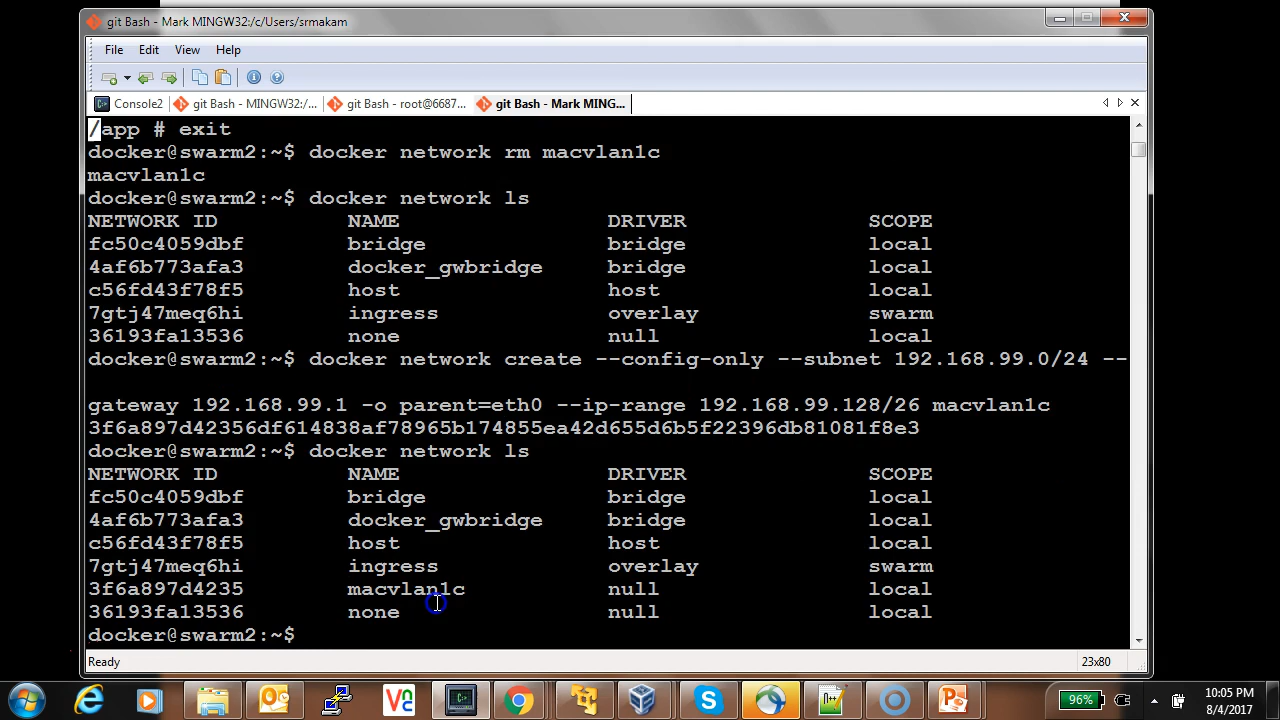 git Bash - Mark MINGW32:/c/Users/srmakam
File Edit View Help
Console2 git Bash - MINGW32:/... git Bash - root@6687... git Bash - Mark MING...
/app # exit
docker@swarm2:~$ docker network rm macvlan1c
macvlan1c
docker@swarm2:~$ docker network ls
NETWORK ID NAME DRIVER SCOPE
fc50c4059dbf bridge bridge local
4af6b773afa3 docker_gwbridge bridge local
c56fd43f78f5 host host local
7gtj47meq6hi ingress overlay swarm
36193fa13536 none null local
docker@swarm2:~$ docker network create --config-only --subnet 192.168.99.0/24 --
gateway 192.168.99.1 -o parent=eth0 --ip-range 192.168.99.128/26 macvlan1c
3f6a897d42356df614838af78965b174855ea42d655d6b5f22396db81081f8e3
docker@swarm2:~$ docker network ls
NETWORK ID NAME DRIVER SCOPE
fc50c4059dbf bridge bridge local
4af6b773afa3 docker_gwbridge bridge local
c56fd43f78f5 host host local
7gtj47meq6hi ingress overlay swarm
3f6a897d4235 macvlan1c null local
36193fa13536 none null local
docker@swarm2:~$
Ready 23x80
96% 10:05 PM
8/4/2017